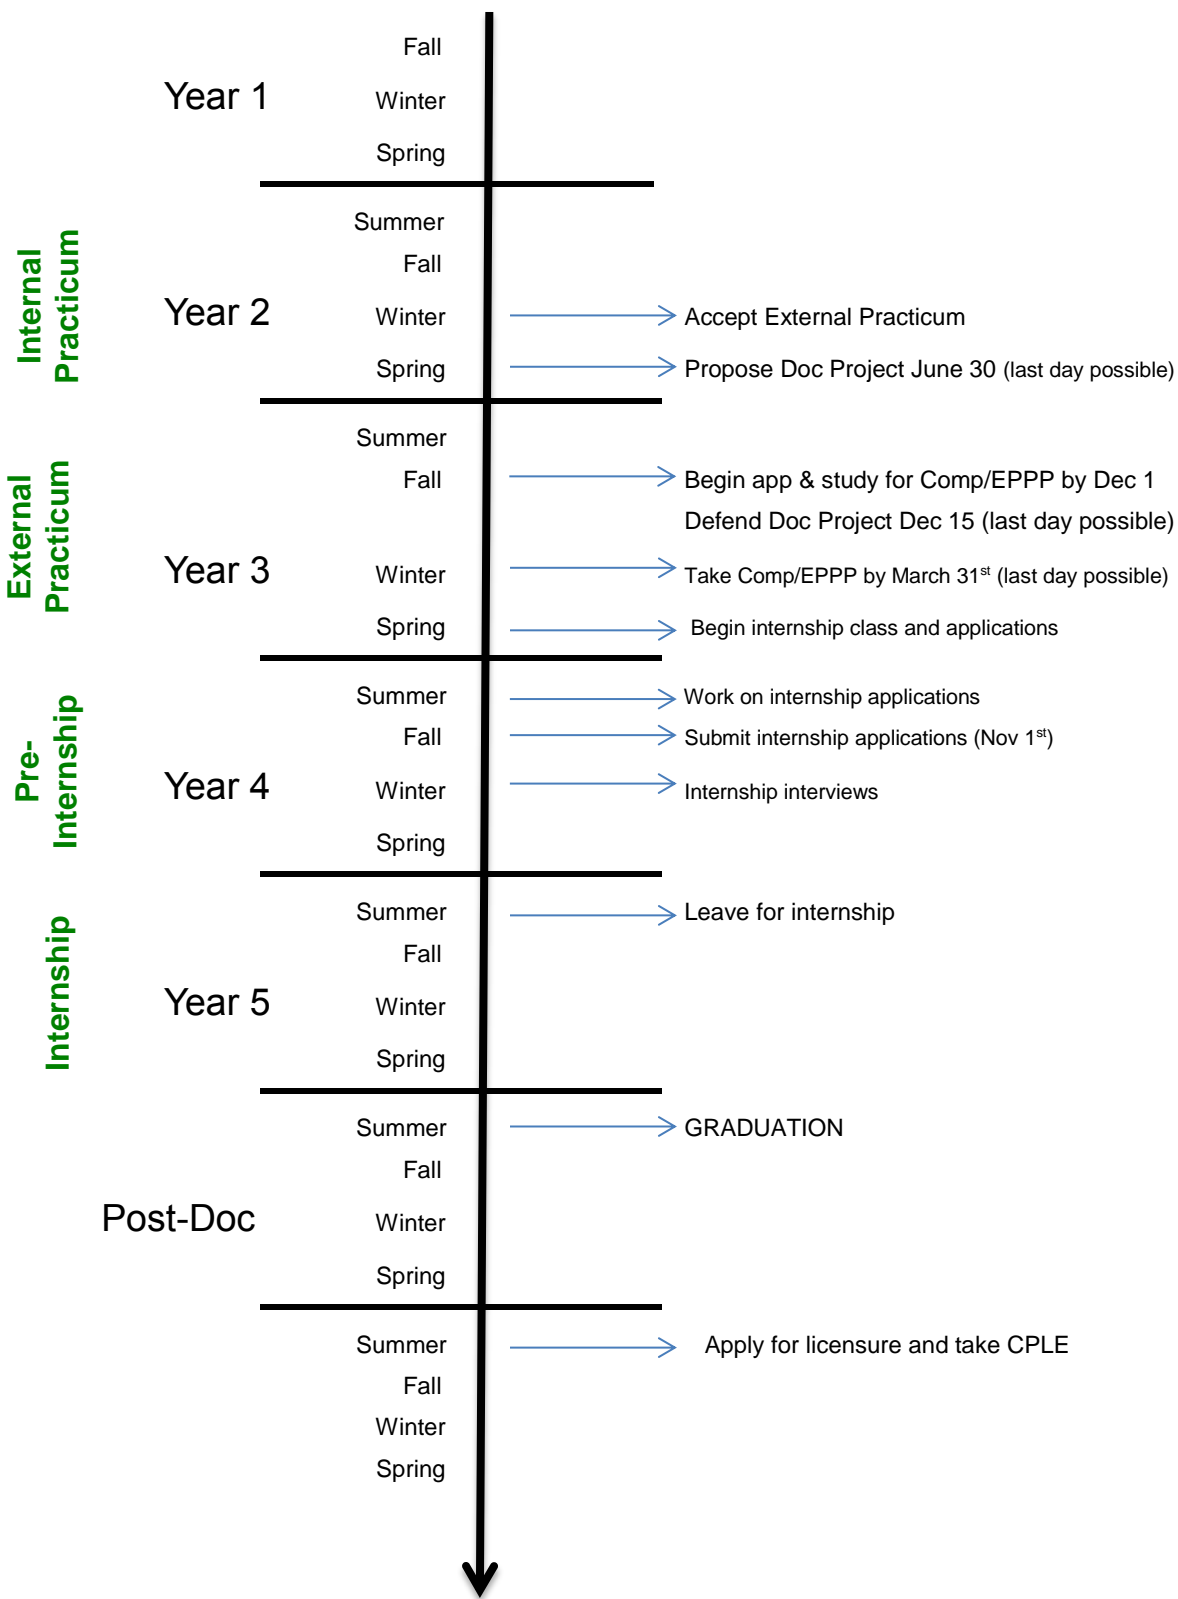 Fall
Year 1
Winter
Spring
Internal
Practicum
Summer
Fall
Year 2
Winter
Accept External Practicum
Spring
Propose Doc Project June 30 (last day possible)
External
Practicum
Summer
Fall
Begin app & study for Comp/EPPP by Dec 1
Defend Doc Project Dec 15 (last day possible)
Year 3
Winter
Take Comp/EPPP by March 31st (last day possible)
Spring
Begin internship class and applications
Pre-
Internship
Summer
Work on internship applications
Fall
Submit internship applications (Nov 1st)
Year 4
Winter
Internship interviews
Spring
Internship
Summer
Leave for internship
Fall
Year 5
Winter
Spring
Summer
GRADUATION
Fall
Post-Doc
Winter
Spring
Summer
Apply for licensure and take CPLE
Fall
Winter
Spring